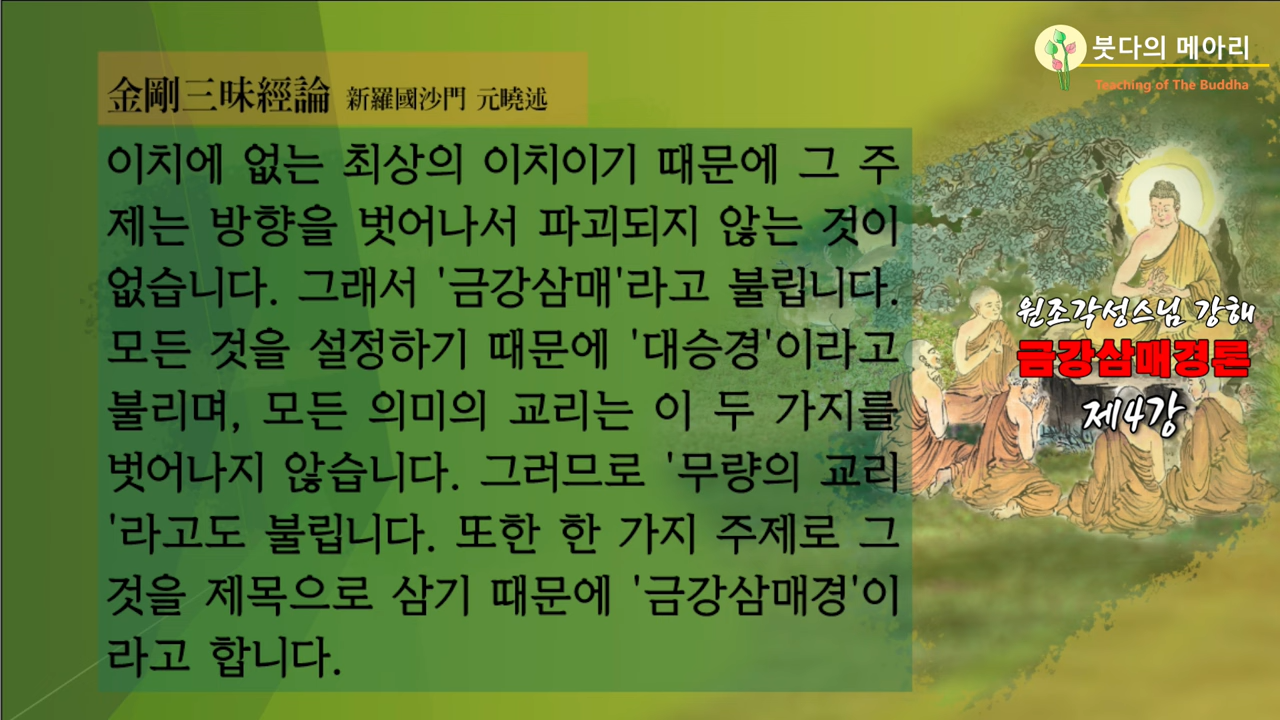 붓다의 메아리
Teaching of The Buddha
金剛三昧經論 新羅國沙門 元曉述
이치에 없는 최상의 이치이기 때문에 그 주
제는 방향을 벗어나서 파괴되지 않는 것이
없습니다. 그래서 '금강삼매'라고 불립니다.
모든 것을 설정하기 때문에 '대승경'이라고
불리며, 모든 의미의 교리는 이 두 가지를
벗어나지 않습니다. 그러므로 '무량의 교리
'라고도 불립니다. 또한 한 가지 주제로 그
것을 제목으로 삼기 때문에 '금강삼매경'이
라고 합니다.
원조각성스님 강해
금강삼매경론
제4강